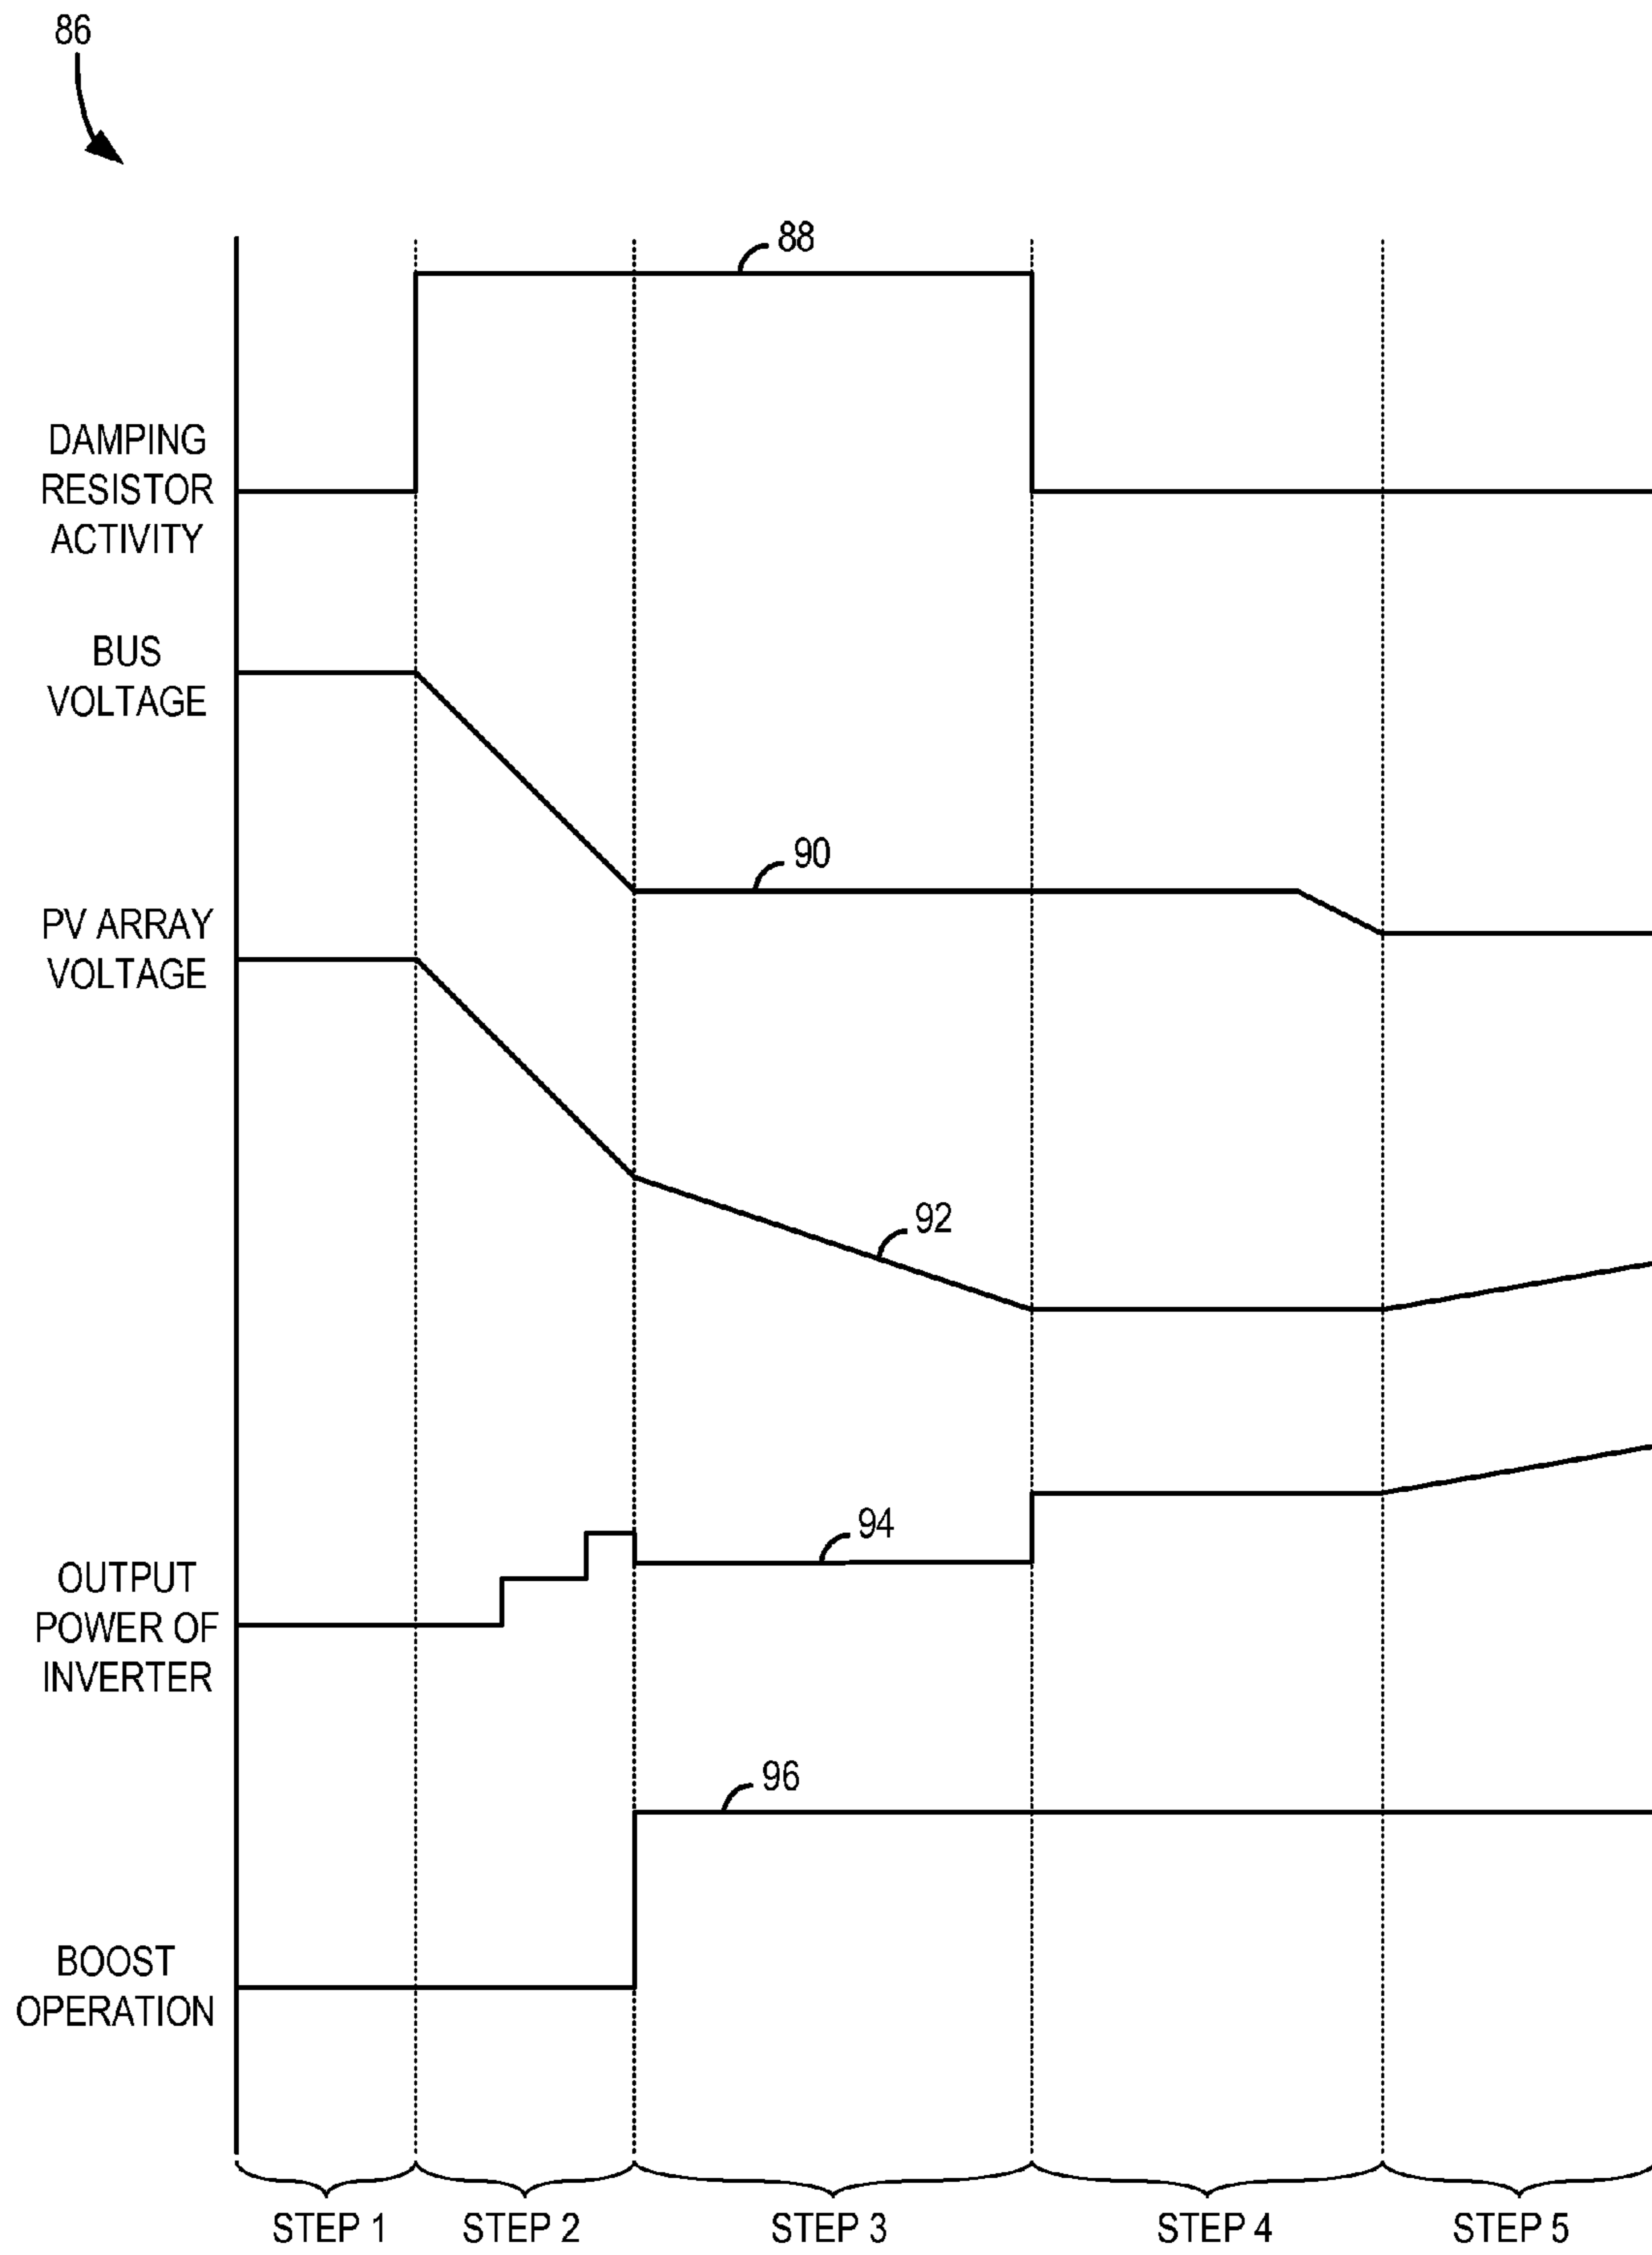 86
88
DAMPING
RESISTOR
ACTIVITY
BUS
VOLTAGE
90
PV ARRAY
VOLTAGE
92
94
OUTPUT
POWER OF
INVERTER
96
BOOST
OPERATION
STEP 1 STEP 2 STEP 3 STEP 4 STEP 5